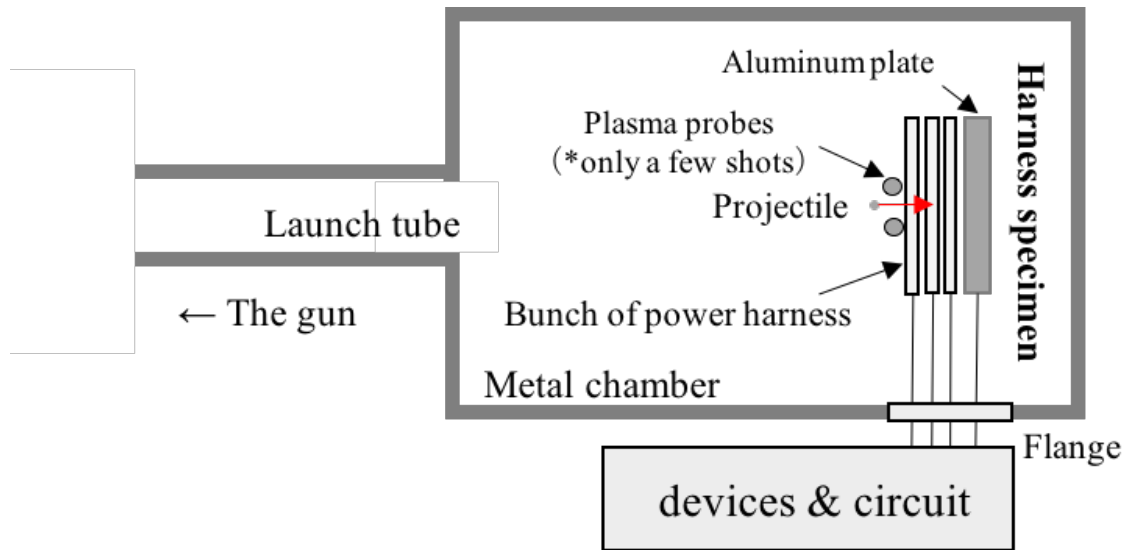 Aluminum plate
Plasma probes
(*only a few shots)
Projectile
Harness specimen
Launch tube
← The gun
Bunch of power harness
Metal chamber
Flange
devices & circuit